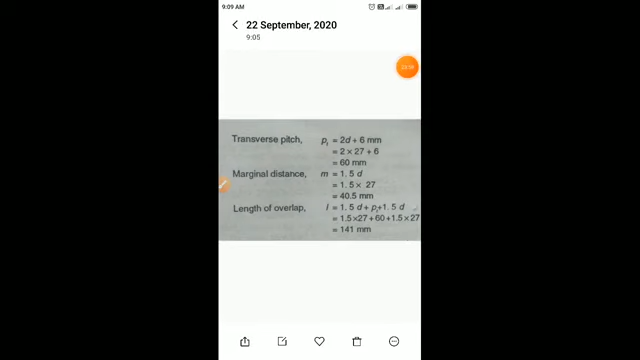 9:09 AM
22 September, 2020
9:05
Transverse pitch, pt = 2d + 6 mm
= 2 × 27 + 6
= 60 mm
Marginal distance, m = 1. 5 d
= 1. 5 × 27
= 40.5 mm
Length of overlap, l = 1. 5 d + pt + 1. 5 d
= 1.5×27 + 60 + 1.5×27
= 141 mm